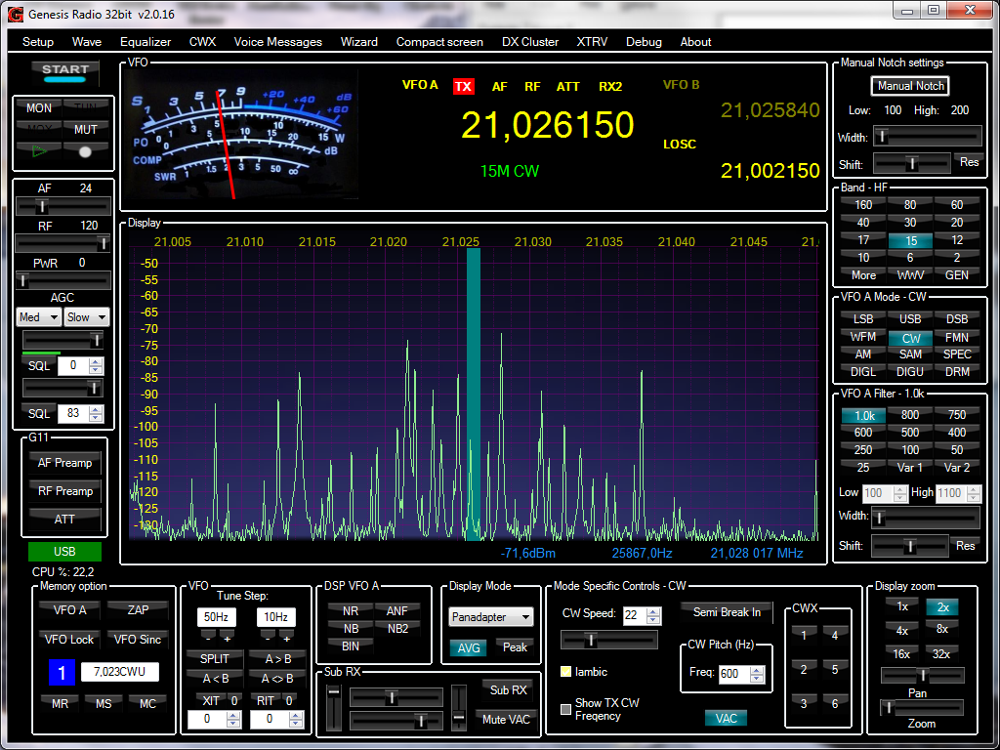 Genesis Radio 32bit v2.0.16
Setup Wave Equalizer CWX Voice Messages Wizard Compact screen DX Cluster XTRV Debug About
START
MON TUN
MOX MUT
AF 24
RF 120
PWR 0
AGC
Med Slow
SQL 0
SQL 83
G11
AF Preamp
RF Preamp
ATT
USB
CPU %: 22,2
VFO
S 1 3 5 7 9 +20 +40 +60 dB
PO 0 1 3 5 10 15 W
COMP 0 10 15 20 dB
SWR 1 1.5 2 3 5 50 ∞
VFO A TX AF RF ATT RX2
21,026150
15M CW
VFO B
21,025840
LOSC
21,002150
Display
21.005 21.010 21.015 21.020 21.025 21.030 21.035 21.040 21.045 21.0
-50
-55
-60
-65
-70
-75
-80
-85
-90
-95
-100
-105
-110
-115
-120
-125
-130
-71,6dBm 25867,0Hz 21,028 017 MHz
Manual Notch settings
Manual Notch
Low: 100 High: 200
Width:
Shift: Res
Band - HF
160 80 60
40 30 20
17 15 12
10 6 2
More WWV GEN
VFO A Mode - CW
LSB USB DSB
WFM CW FMN
AM SAM SPEC
DIGL DIGU DRM
VFO A Filter - 1.0k
1.0k 800 750
600 500 400
250 100 50
25 Var 1 Var 2
Low 100 High 1100
Width:
Shift: Res
Memory option
VFO A ZAP
VFO Lock VFO Sinc
1 7,023CWU
MR MS MC
VFO
Tune Step:
50Hz 10Hz
- + - +
SPLIT A > B
A < B A <> B
XIT 0 RIT 0
0 0
DSP VFO A
NR ANF
NB NB2
BIN
Display Mode
Panadapter
AVG Peak
Sub RX
Sub RX
Mute VAC
Mode Specific Controls - CW
CW Speed: 22
Semi Break In
Iambic
Show TX CW
Freqency
CW Pitch (Hz)
Freq: 600
VAC
CWX
1 4
2 5
3 6
Display zoom
1x 2x
4x 8x
16x 32x
Pan
Zoom